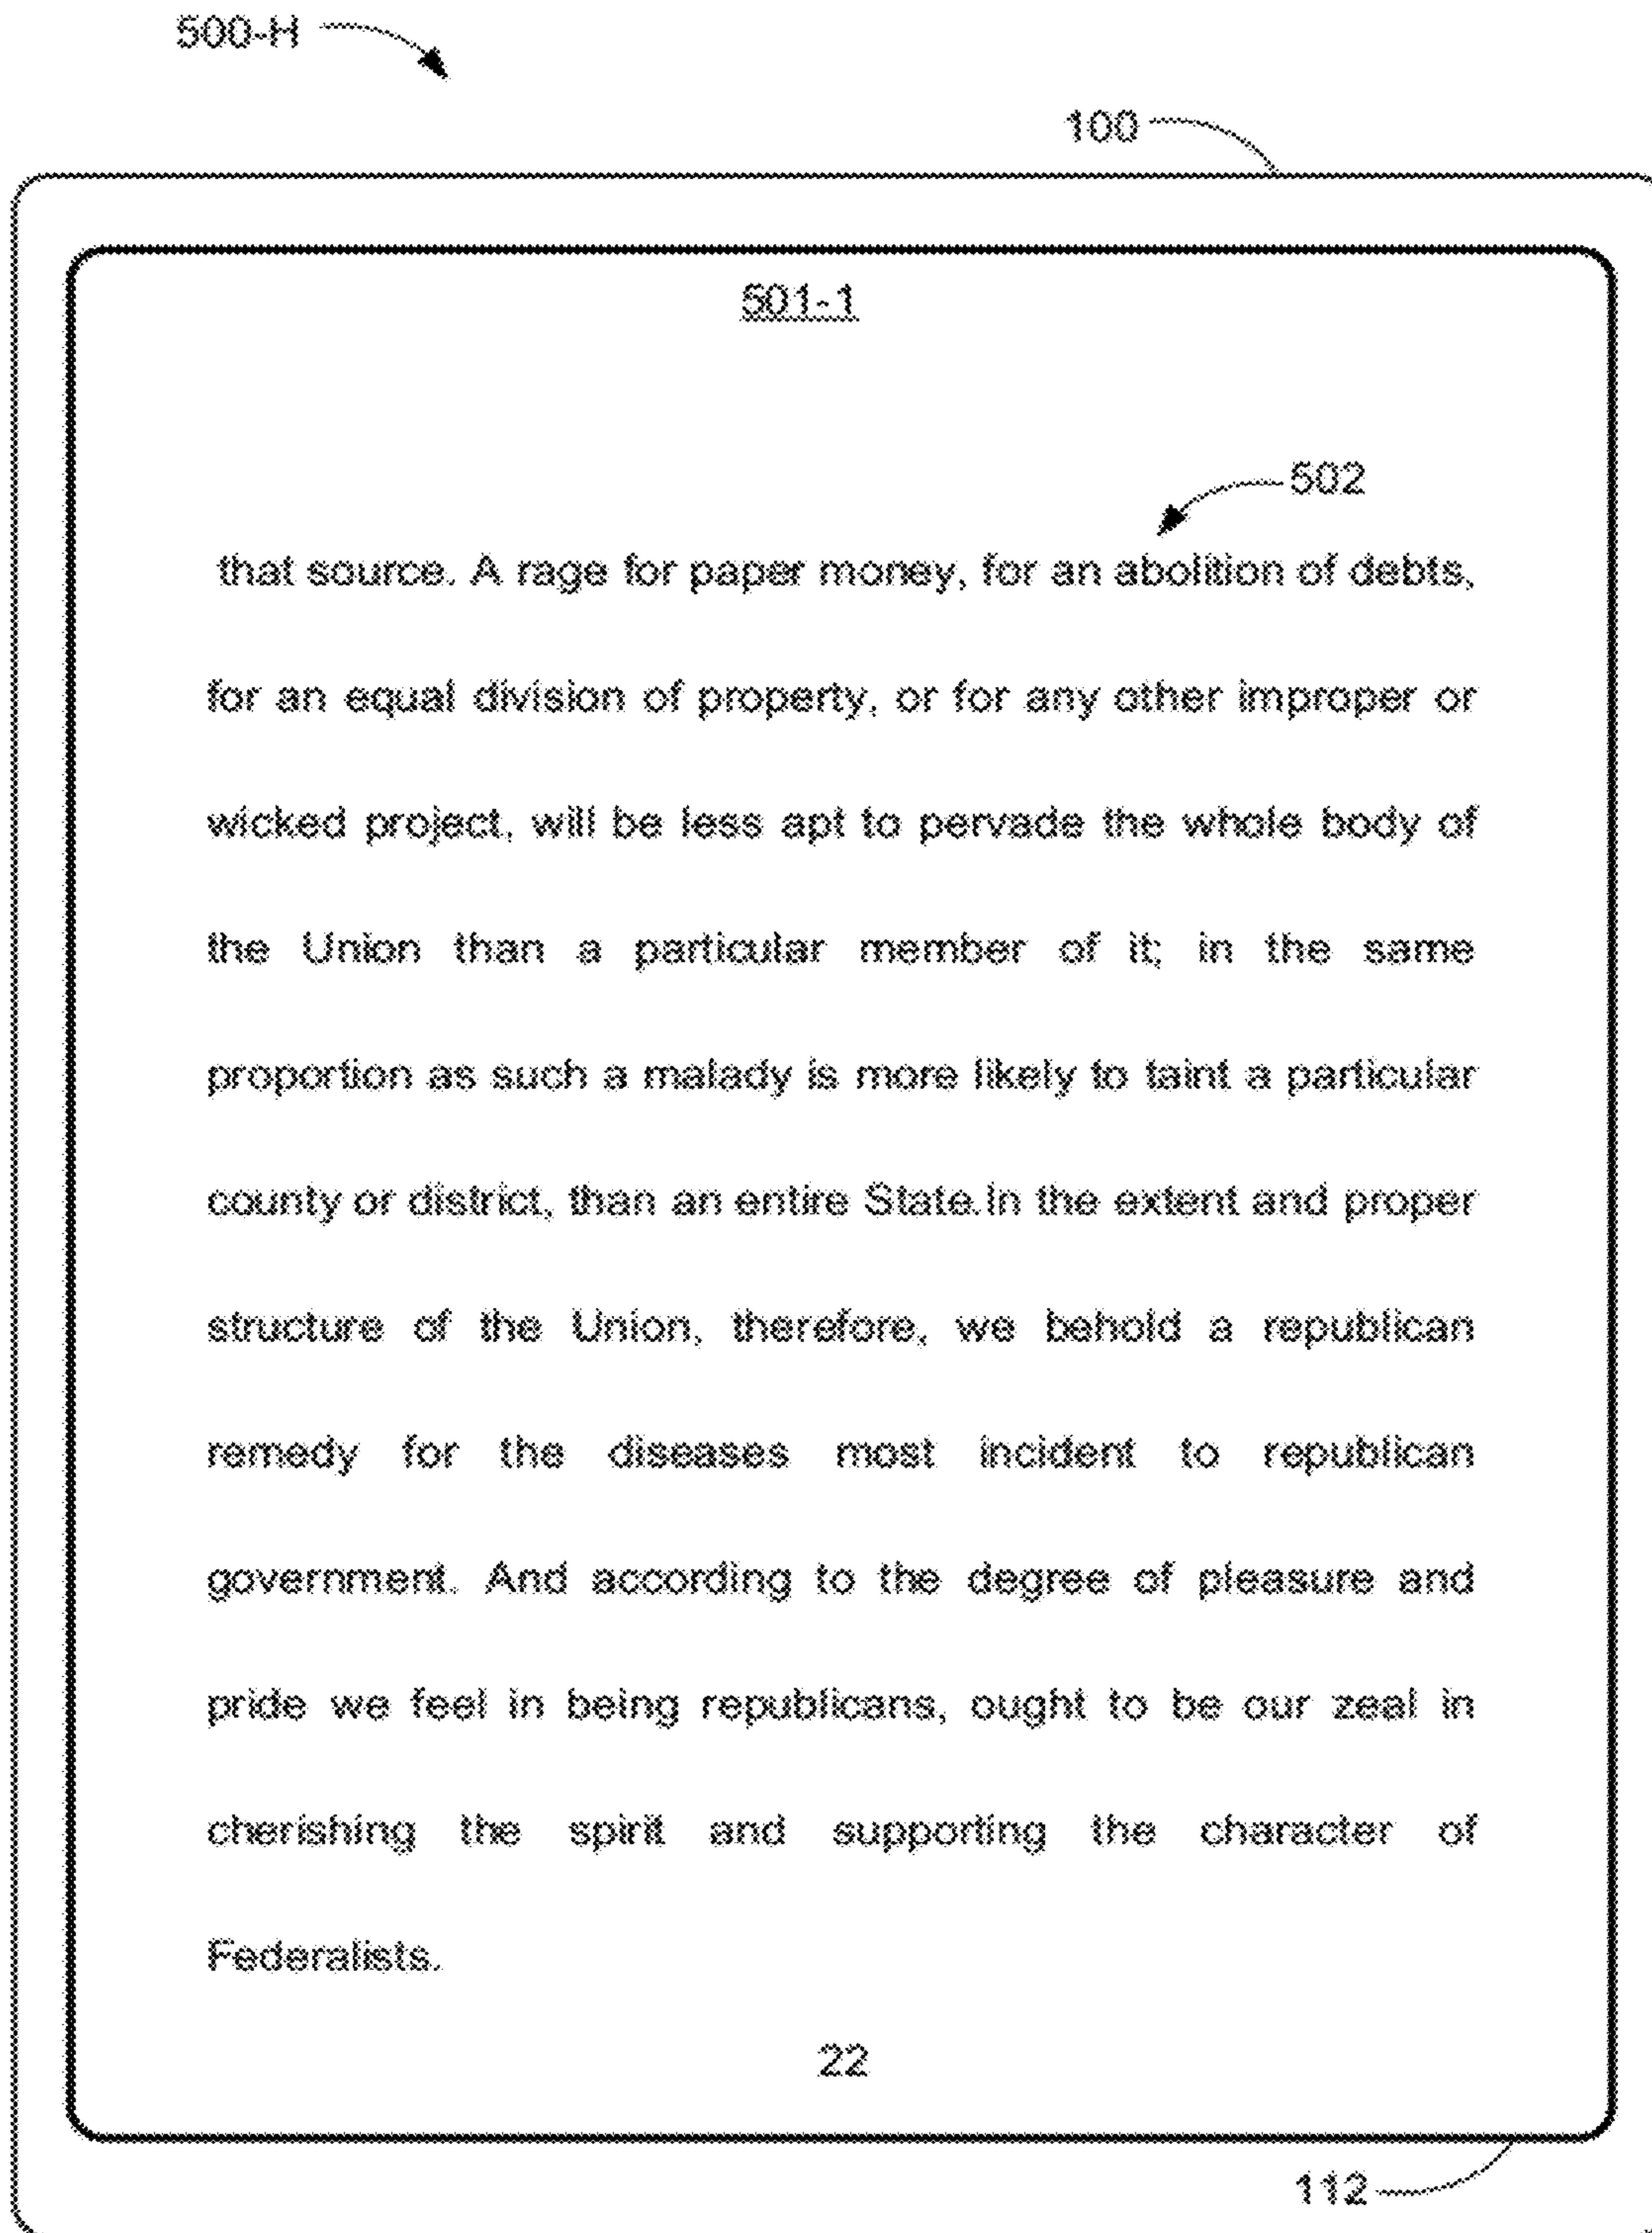 500-H
100
501-1
502
that source. A rage for paper money, for an abolition of debts,
for an equal division of property, or for any other improper or
wicked project, will be less apt to pervade the whole body of
the Union than a particular member of it; in the same
proportion as such a malady is more likely to taint a particular
county or district, than an entire State.In the extent and proper
structure of the Union, therefore, we behold a republican
remedy for the diseases most incident to republican
government. And according to the degree of pleasure and
pride we feel in being republicans, ought to be our zeal in
cherishing the spirit and supporting the character of
Federalists.
22
112